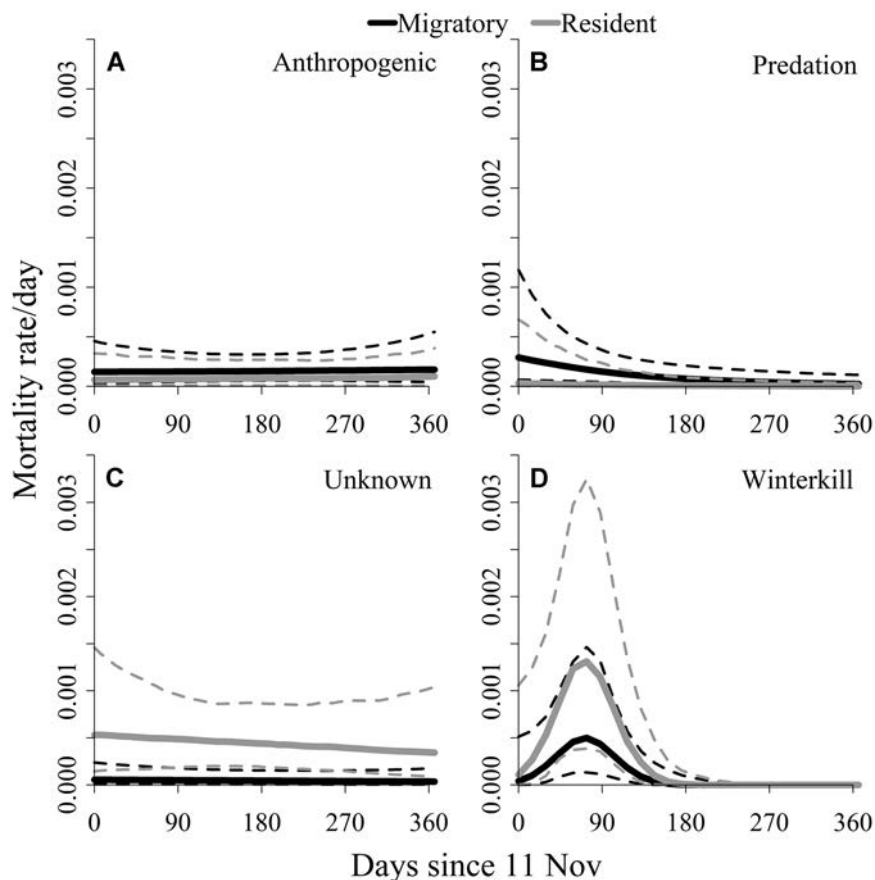 Migratory Resident
A Anthropogenic
B Predation
0.003
0.002
0.001
0.000
0.003
0.002
0.001
0.000
0 90 180 270 360
0 90 180 270 360
Mortality rate/day
C Unknown
D Winterkill
0.003
0.002
0.001
0.000
0.003
0.002
0.001
0.000
0 90 180 270 360
0 90 180 270 360
Days since 11 Nov